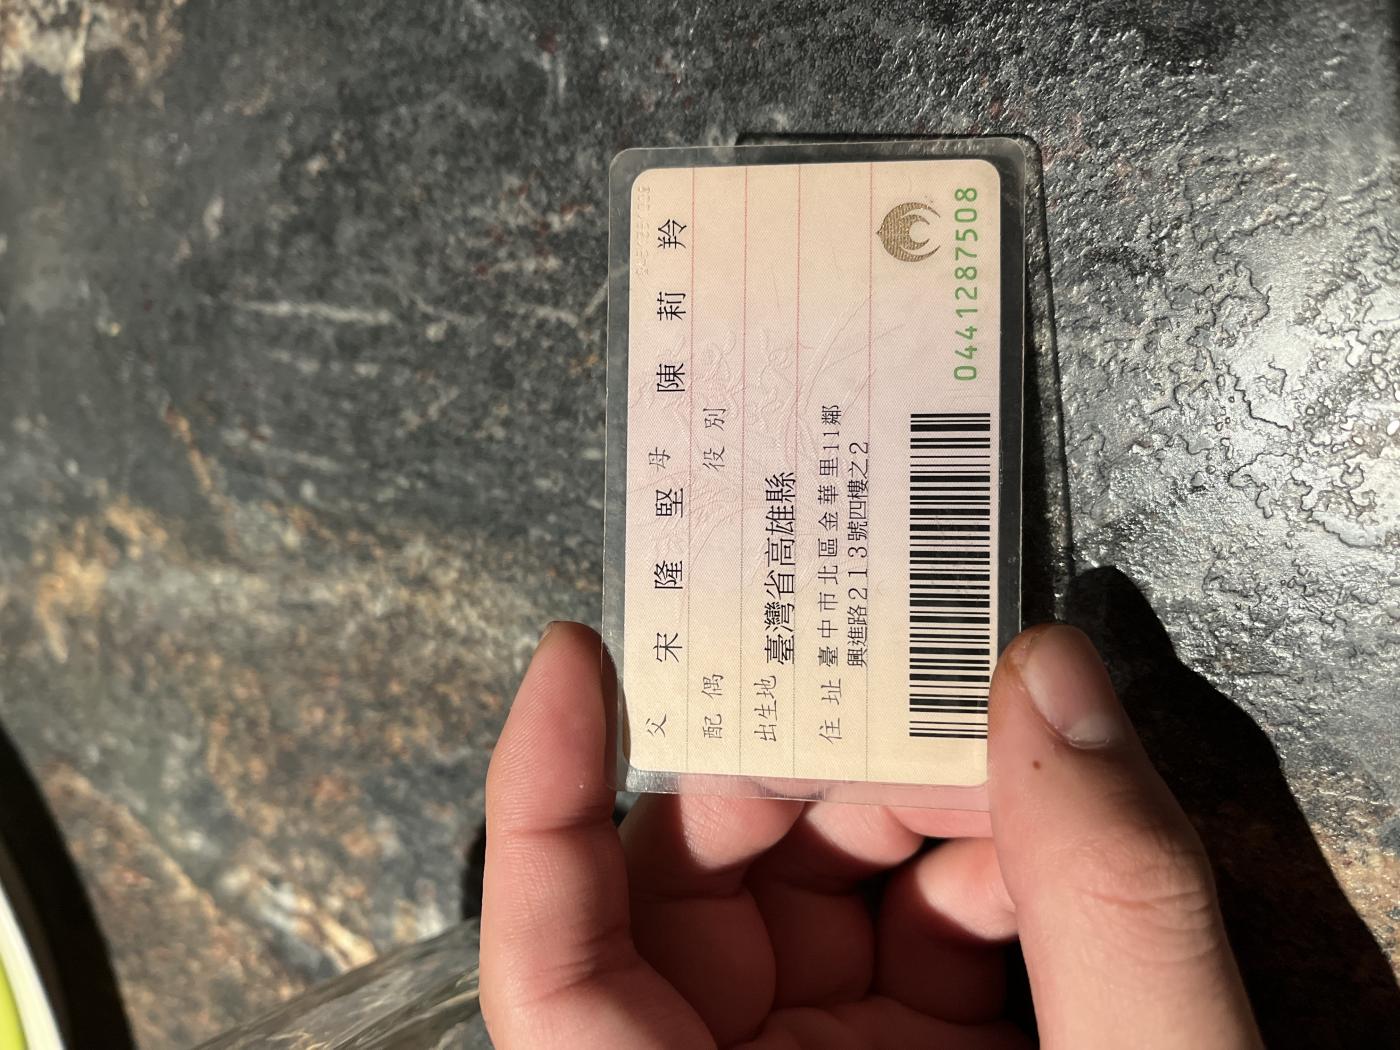 父 宋隆堅 母 陳莉羚
配偶 役別
出生地 臺灣省高雄縣
住址 臺中市北區金華里11鄰
興進路213號四樓之2
0441287508